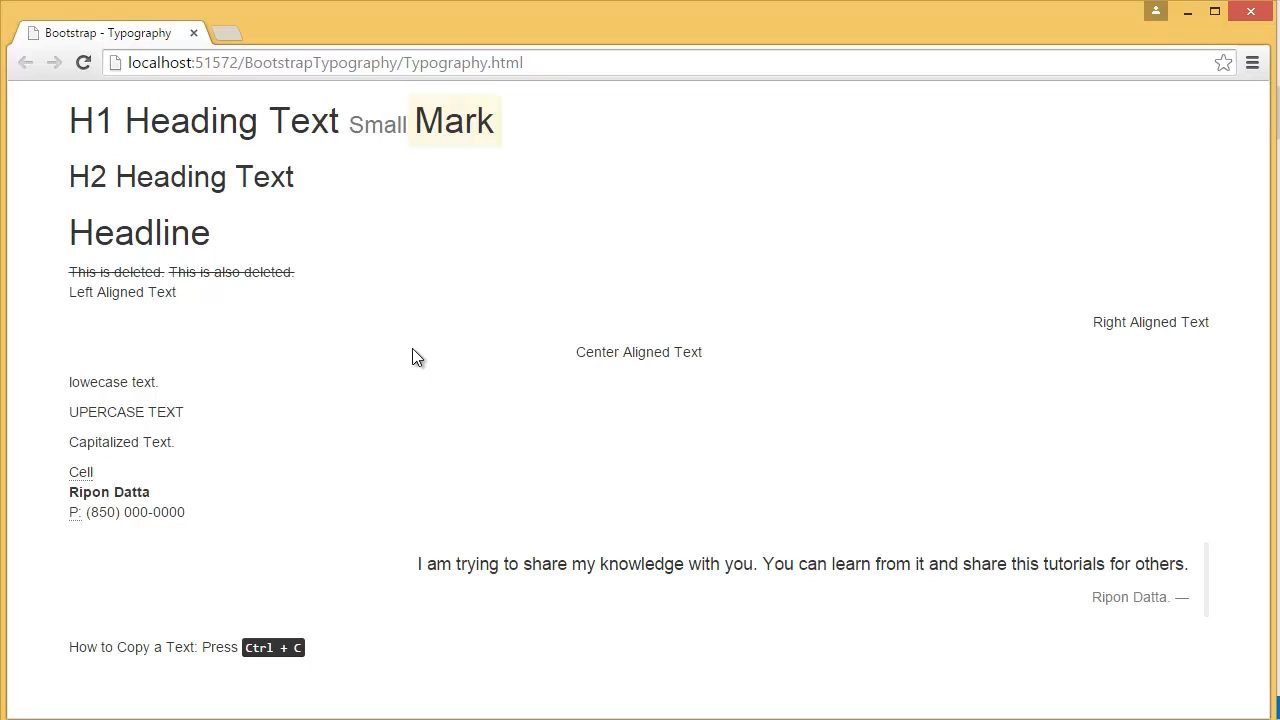 Bootstrap - Typography
localhost:51572/BootstrapTypography/Typography.html
H1 Heading Text Small Mark
H2 Heading Text
Headline
This is deleted. This is also deleted.
Left Aligned Text
Right Aligned Text
Center Aligned Text
lowecase text.
UPERCASE TEXT
Capitalized Text.
Cell
Ripon Datta
P: (850) 000-0000
I am trying to share my knowledge with you. You can learn from it and share this tutorials for others.
Ripon Datta. —
How to Copy a Text: Press Ctrl + C